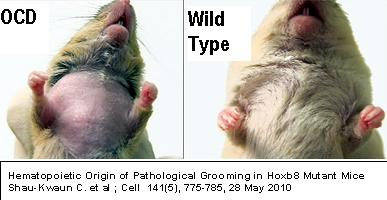 OCD
Wild
Type
Hematopoietic Origin of Pathological Grooming in Hoxb8 Mutant Mice
Shau-Kwaun C. et al ; Cell 141(5), 775-785, 28 May 2010